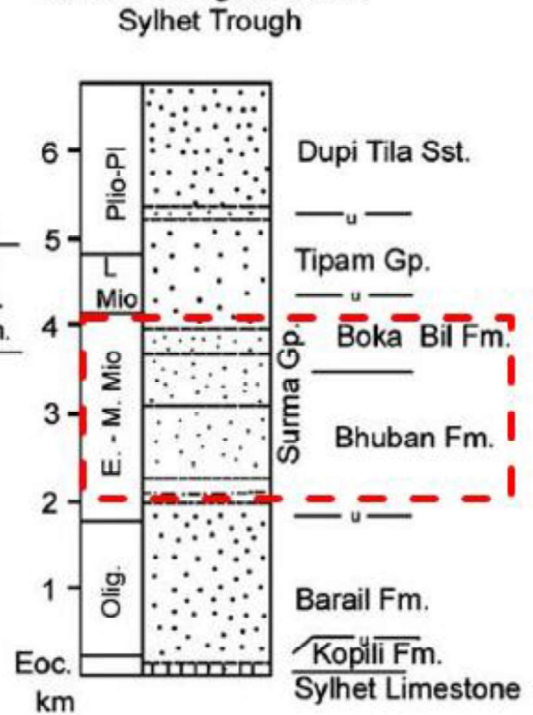 Sylhet Trough
6
5
4
3
2
1
Eoc.
km
Plio-Pl
L
Mio
E. - M. Mio
Olig.
Surma Gp.
Dupi Tila Sst.
u
Tipam Gp.
u
Boka Bil Fm.
Bhuban Fm.
u
Barail Fm.
u
Kopili Fm.
Sylhet Limestone